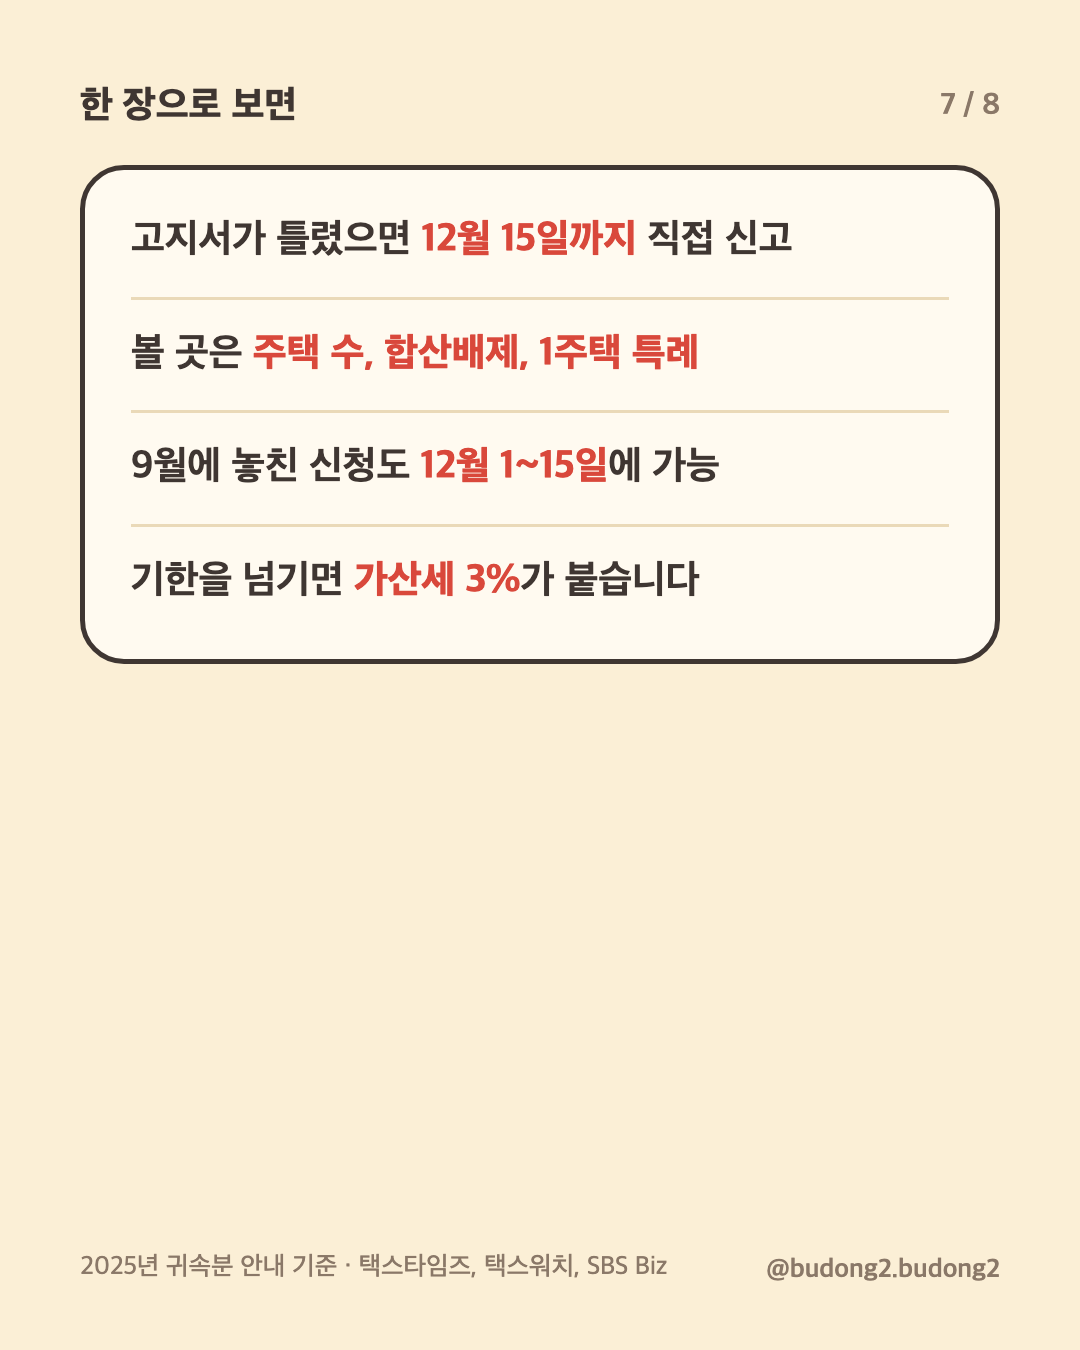 한 장으로 보면
7 / 8
고지서가 틀렸으면 12월 15일까지 직접 신고
볼 곳은 주택 수, 합산배제, 1주택 특례
9월에 놓친 신청도 12월 1~15일에 가능
기한을 넘기면 가산세 3%가 붙습니다
2025년 귀속분 안내 기준 · 택스타임즈, 택스워치, SBS Biz
@budong2.budong2